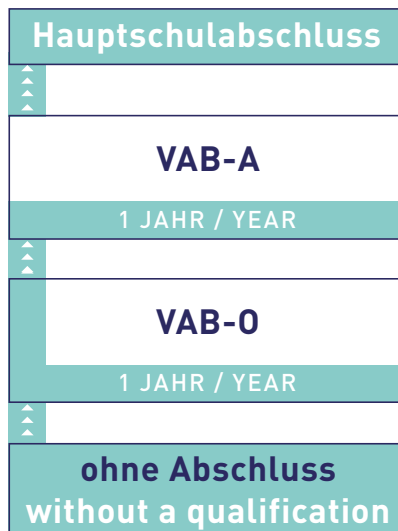 Hauptschulabschluss
VAB-A
1 JAHR / YEAR
VAB-O
1 JAHR / YEAR
ohne Abschluss
without a qualification